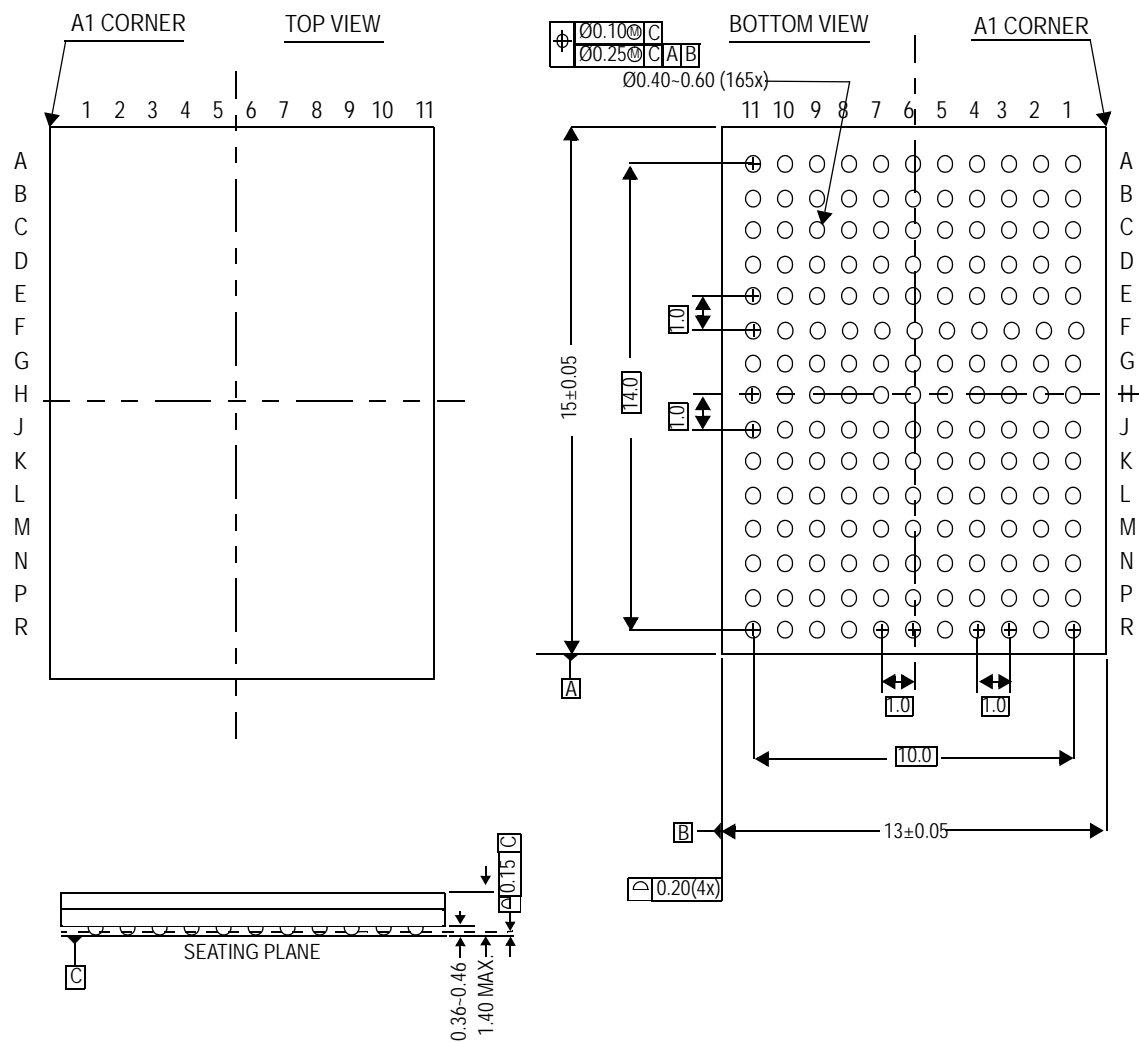 A1 CORNER
TOP VIEW
1 2 3 4 5 6 7 8 9 10 11
A
B
C
D
E
F
G
H
J
K
L
M
N
P
R
Ø0.10Ⓜ C
Ø0.25Ⓜ C A B
BOTTOM VIEW
A1 CORNER
Ø0.40~0.60 (165x)
11 10 9 8 7 6 5 4 3 2 1
A
B
C
D
E
F
G
H
J
K
L
M
N
P
R
15±0.05
14.0
1.0
1.0
A
1.0
1.0
10.0
B
13±0.05
0.20(4x)
0.15 C
SEATING PLANE
C
0.36~0.46
1.40 MAX.